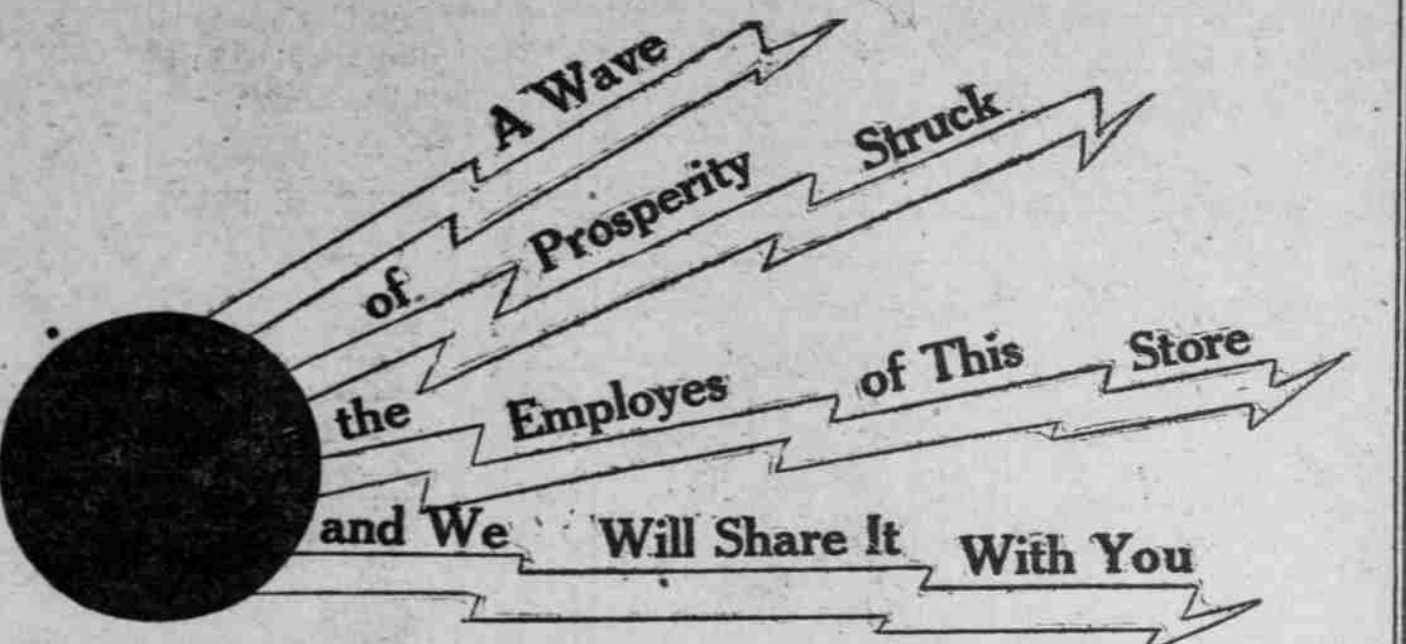 A Wave
of Prosperity Struck
the Employes of This Store
and We Will Share It With You